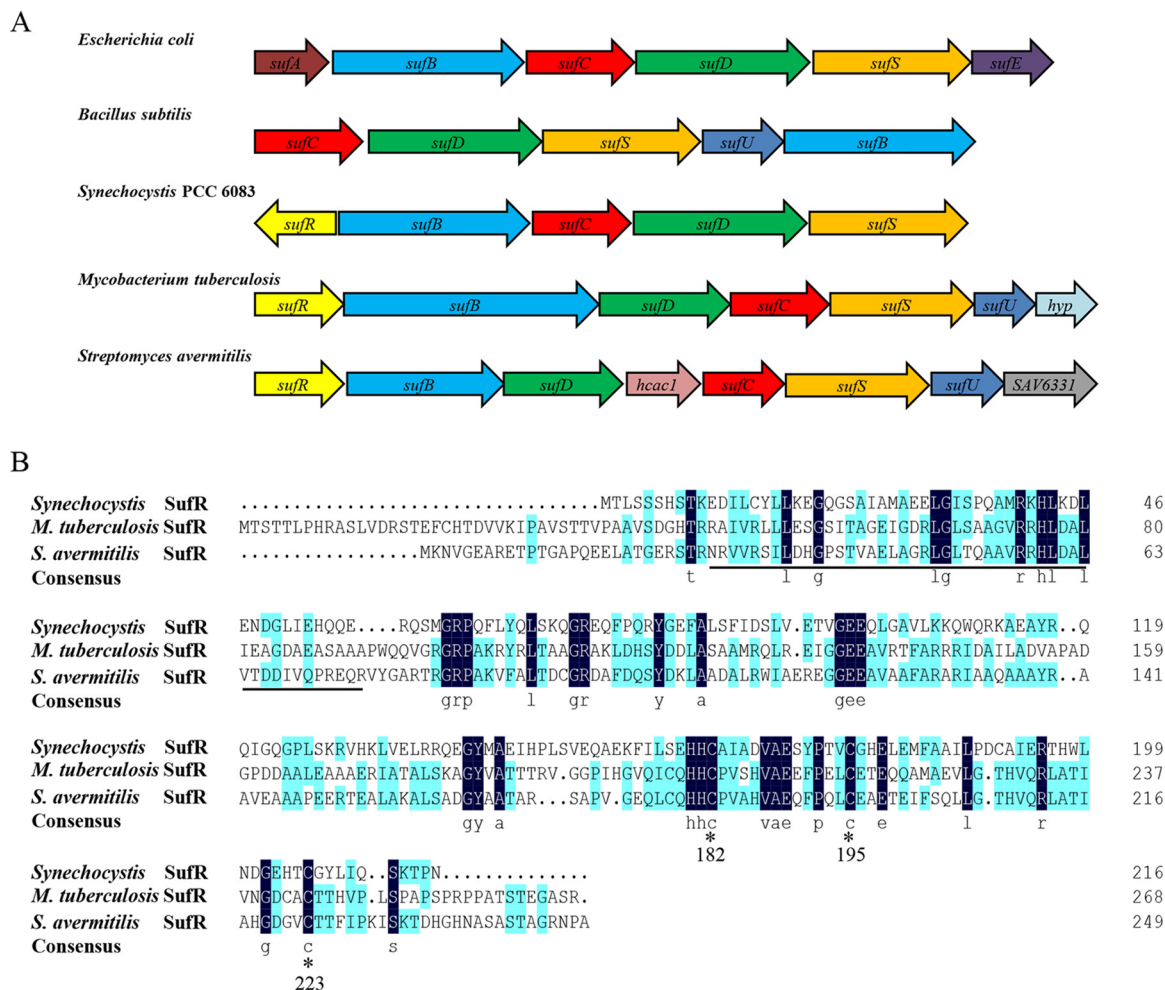 A
Escherichia coli
sufA sufB sufC sufD sufS sufE
Bacillus subtilis
sufC sufD sufS sufU sufB
Synechocystis PCC 6083
sufR sufB sufC sufD sufS
Mycobacterium tuberculosis
sufR sufB sufD sufC sufS sufU hyp
Streptomyces avermitilis
sufR sufB sufD hcac1 sufC sufS sufU SAV6331
B
Synechocystis SufR ..................................MTLSSSHSTKEDILCYLLKEGQGSAIAMAEELGISPQAMRKHLKDL 46
M. tuberculosis SufR MTSTTLPHRASLVDRSTEFCHTDVVKIPAVSTTVPAAVSDGHTRRAIVRLLLESGSITAGEIGDRLGLSAAGVRRHLDAL 80
S. avermitilis SufR .................MKNVGEARETPTGAPQEELATGERSTRNRVVRSILDHGPSTVAELAGRLGLTQAAVRRHLDAL 63
Consensus t l g lg r hl l
Synechocystis SufR ENDGLIEHQQE....RQSMGRPQFLYQLSKQGREQFPQRYGEFALSFIDSLV.ETVGEEQLGAVLKKQWQRKAEAYR..Q 119
M. tuberculosis SufR IEAGDAEASAAAPWQQVGRGRPAKRYRLTAAGRAKLDHSYDDLASAAMRQLR.EIGGEEAVRTFARRRIDAILADVAPAD 159
S. avermitilis SufR VTDDIVQPREQRVYGARTRGRPAKVFALTDCGRDAFDQSYDKLAADALRWIAEREGGEEAVAAFARARIAAQAAAYR..A 141
Consensus grp l gr y a gee
Synechocystis SufR QIGQGPLSKRVHKLVELRRQEGYMAEIHPLSVEQAEKFILSEHHCAIADVAESYPTVCGHELEMFAAILPDCAIERTHWL 199
M. tuberculosis SufR GPDDAALEAAAERIATALSKAGYVATTTRV.GGPIHGVQICQHHCPVSHVAEEFPELCETEQQAMAEVLG.THVQRLATI 237
S. avermitilis SufR AVEAAAPEERTEALAKALSADGYAATAR...SAPV.GEQLCQHHCPVAHVAEQFPQLCEAETEIFSQLLG.THVQRLATI 216
Consensus gy a hhc vae p c e l r
* *
182 195
Synechocystis SufR NDGEHTCGYLIQ..SKTPN.............. 216
M. tuberculosis SufR VNGDCACTTHVP.LSPAPSPRPPATSTEGASR. 268
S. avermitilis SufR AHGDGVCTTFIPKISKTDHGHNASASTAGRNPA 249
Consensus g c s
*
223